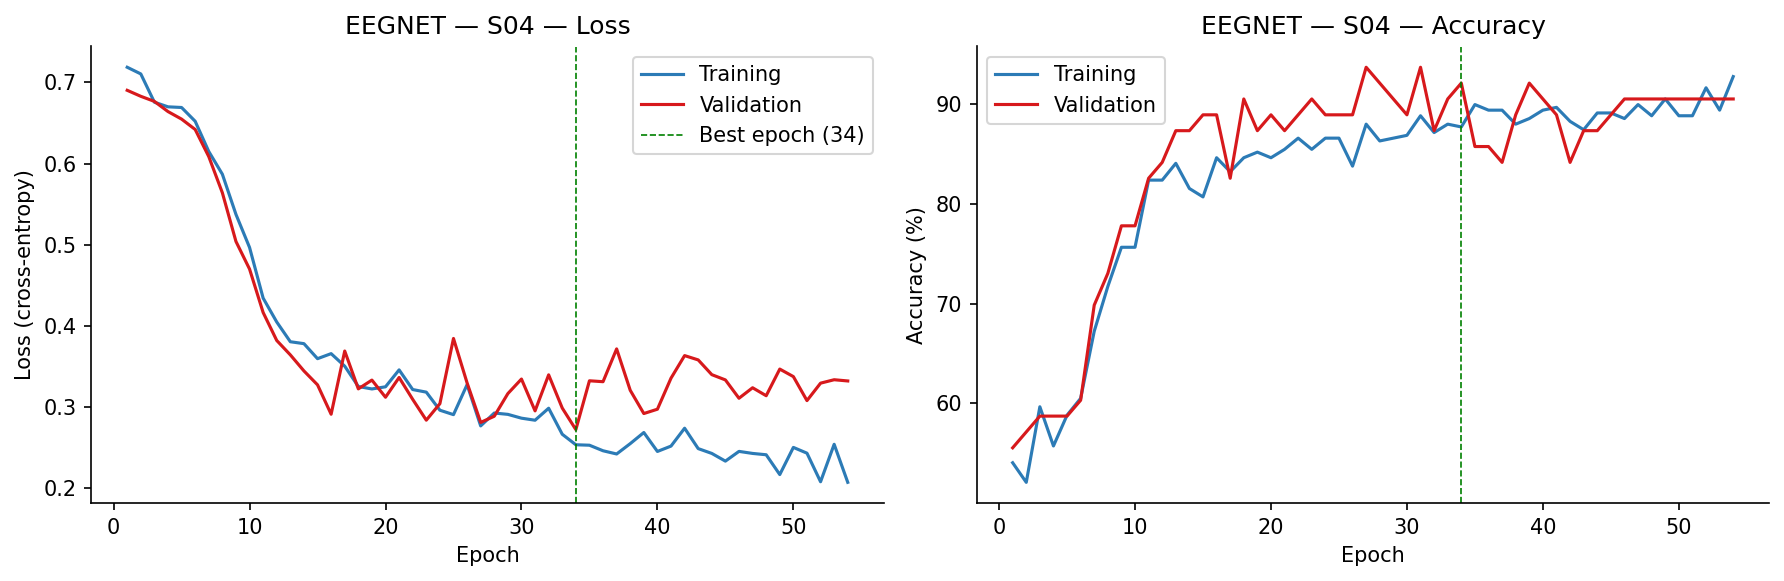 EEGNET — S04 — Loss
Training
Validation
Best epoch (34)
Loss (cross-entropy)
0.7
0.6
0.5
0.4
0.3
0.2
0
10
20
30
40
50
Epoch
EEGNET — S04 — Accuracy
Training
Validation
Accuracy (%)
90
80
70
60
0
10
20
30
40
50
Epoch